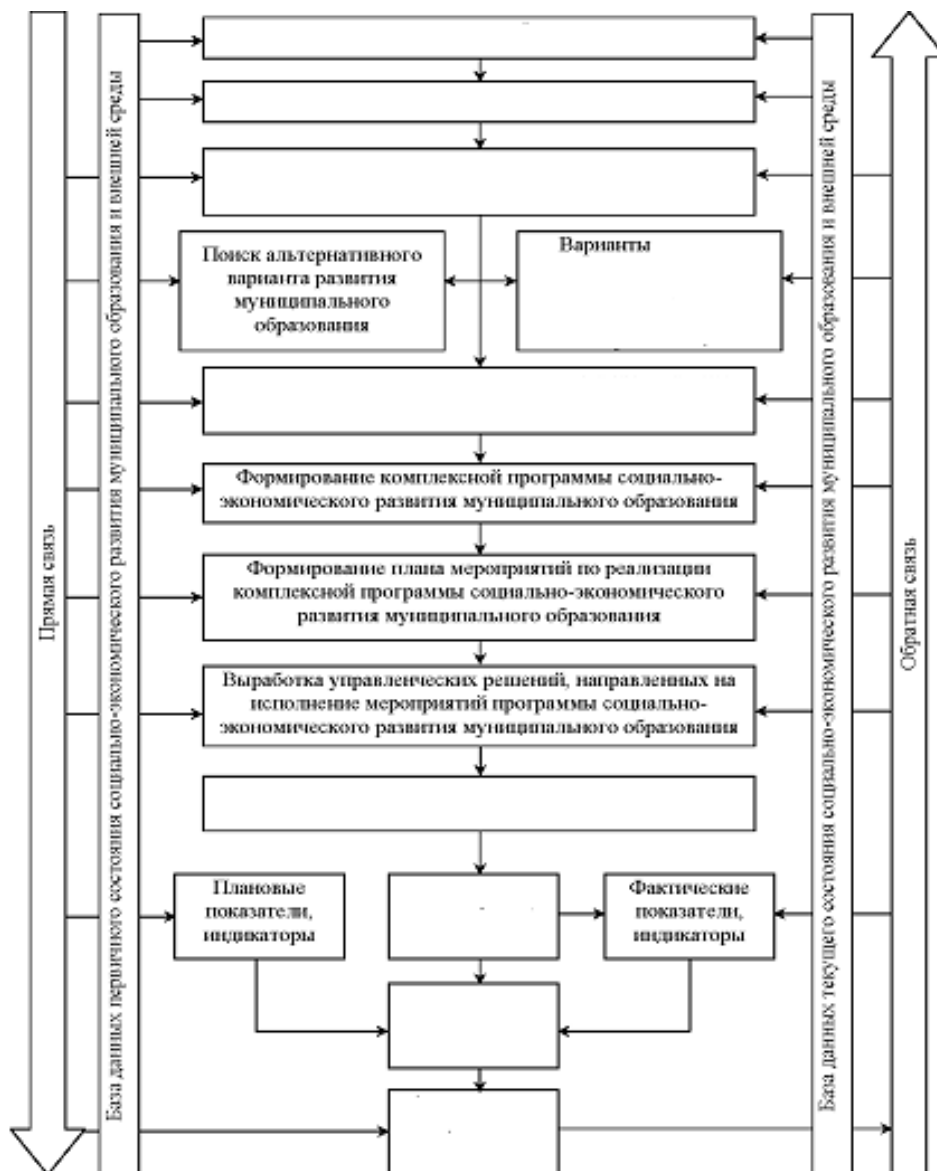 Прямая связь
База данных первичного состояния социально-экономического развития муниципального образования и внешней среды
Поиск альтернативного
варианта развития
муниципального
образования
Варианты
Формирование комплексной программы социально-
экономического развития муниципального образования
Формирование плана мероприятий по реализации
комплексной программы социально-экономического
развития муниципального образования
Выработка управленческих решений, направленных на
исполнение мероприятий программы социально-
экономического развития муниципального образования
Плановые
показатели,
индикаторы
Фактические
показатели,
индикаторы
База данных текущего состояния социально-экономического развития муниципального образования и внешней среды
Обратная связь